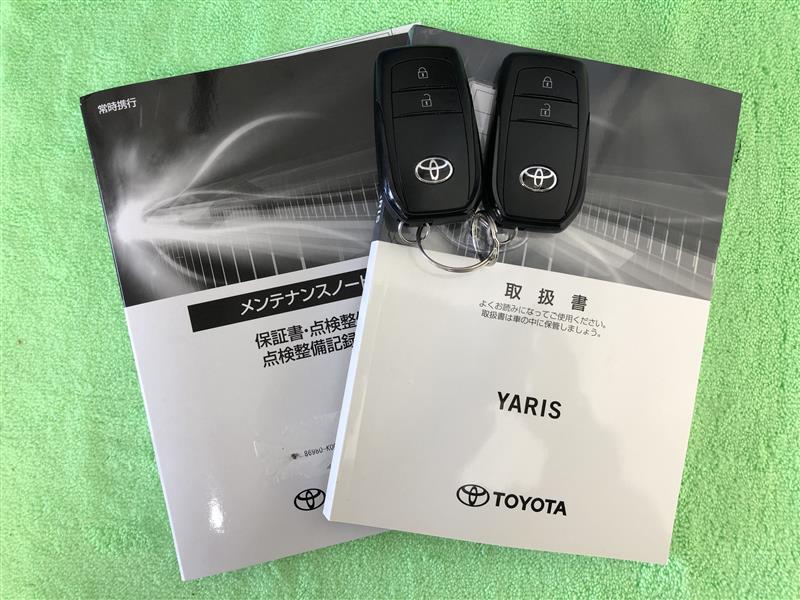 常時携行
メンテナンスノート
保証書・点検整
点検整備記録
86960-K0
取扱書
よくお読みになってご使用ください。
取扱書は車の中に保管しましょう。
YARIS
TOYOTA